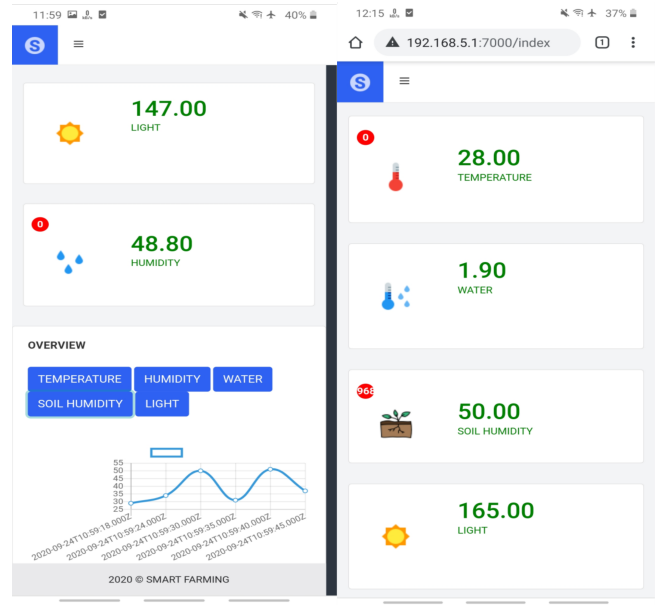 11:59 40%
S
147.00
LIGHT
0
48.80
HUMIDITY
OVERVIEW
TEMPERATURE HUMIDITY WATER
SOIL HUMIDITY LIGHT
55
50
45
40
35
30
25
2020-09-24T10:59:18.000Z
2020-09-24T10:59:24.000Z
2020-09-24T10:59:30.000Z
2020-09-24T10:59:35.000Z
2020-09-24T10:59:40.000Z
2020-09-24T10:59:45.000Z
2020 © SMART FARMING
12:15 37%
192.168.5.1:7000/index 1
S
0
28.00
TEMPERATURE
1.90
WATER
968
50.00
SOIL HUMIDITY
165.00
LIGHT